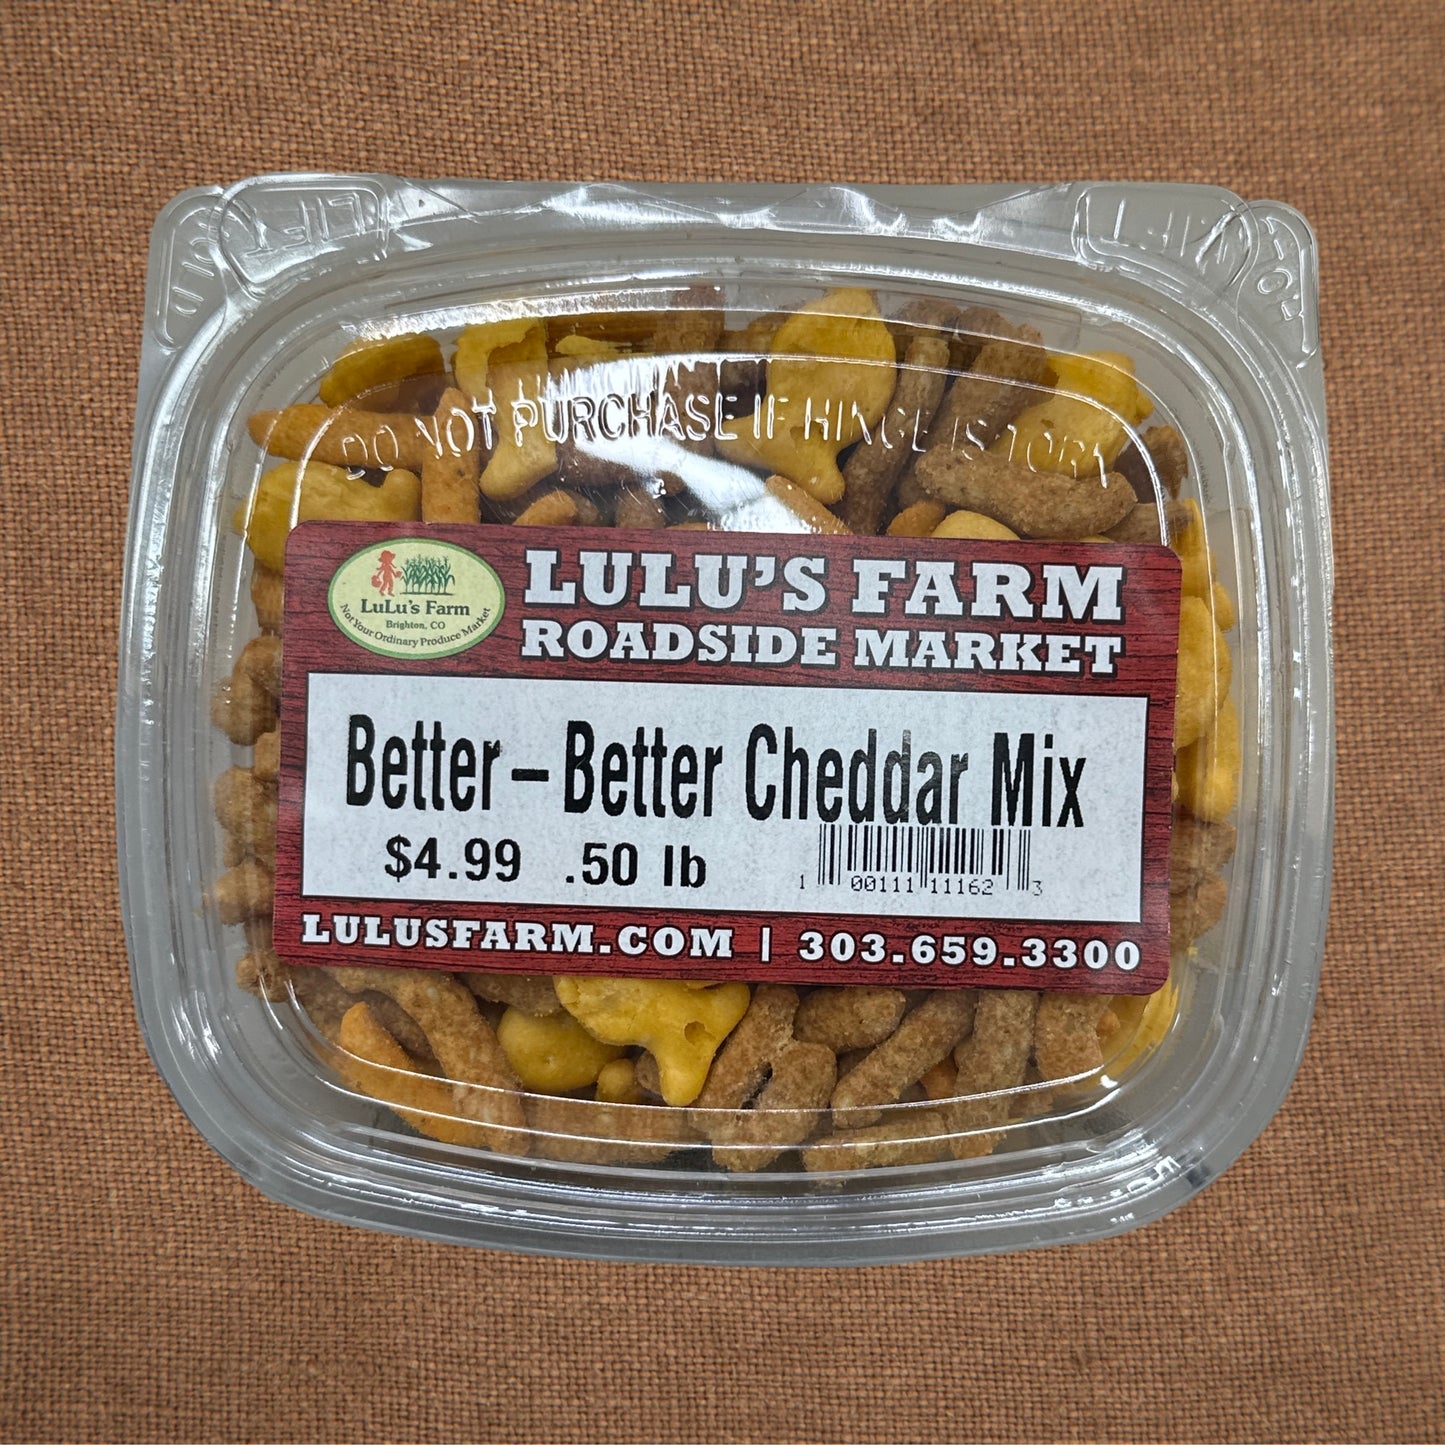 LIFT
DO NOT PURCHASE IF HINGE IS TORN
LuLu's Farm
Brighton, CO
Not Your Ordinary Produce Market
LULU'S FARM
ROADSIDE MARKET
Better – Better Cheddar Mix
$4.99 .50 lb
1 00111 11162 3
LULUSFARM.COM | 303.659.3300